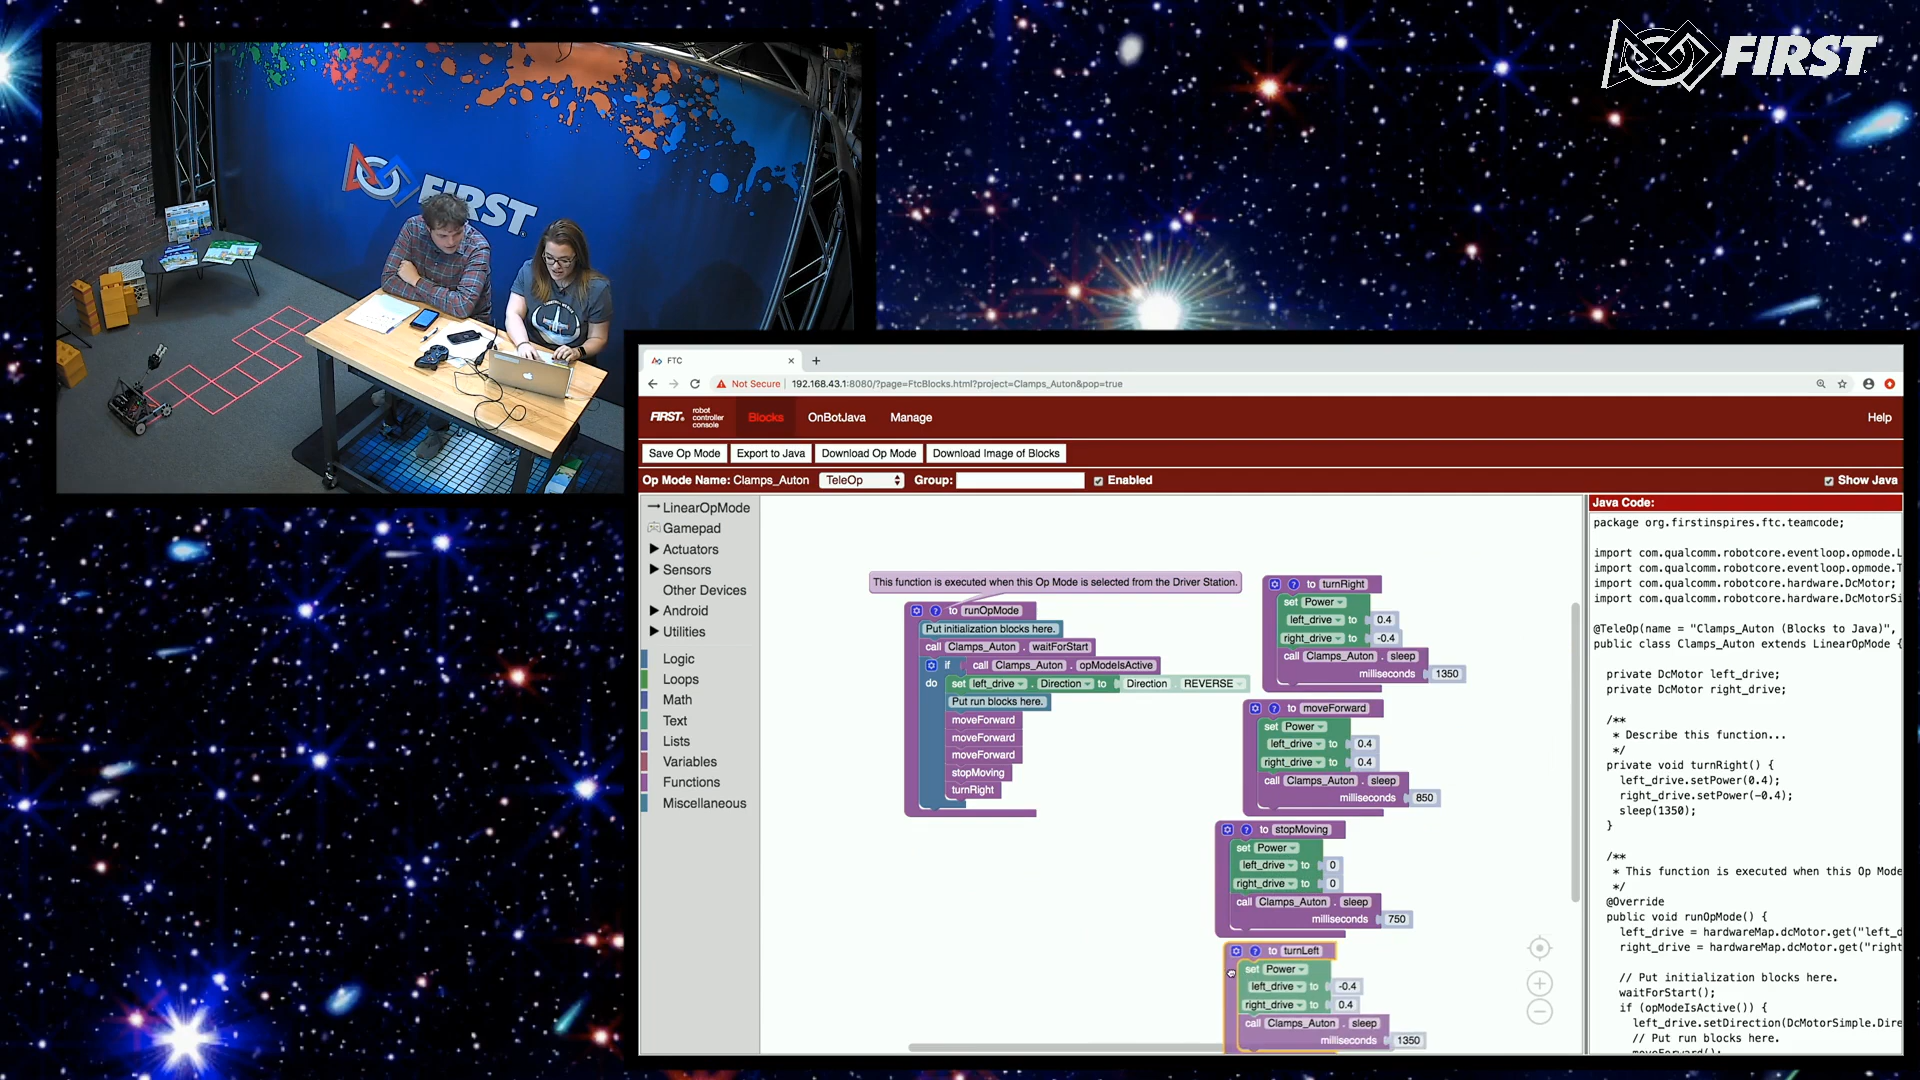 FIRST
FIRST
FTC
Not Secure 192.168.43.1:8080/?page=FtcBlocks.html?project=Clamps_Auton&pop=true
FIRST robot controller console Blocks OnBotJava Manage Help
Save Op Mode Export to Java Download Op Mode Download Image of Blocks
Op Mode Name: Clamps_Auton TeleOp Group: Enabled Show Java
LinearOpMode
Gamepad
Actuators
Sensors
Other Devices
Android
Utilities
Logic
Loops
Math
Text
Lists
Variables
Functions
Miscellaneous
This function is executed when this Op Mode is selected from the Driver Station.
to runOpMode
Put initialization blocks here.
call Clamps_Auton . waitForStart
if call Clamps_Auton . opModeIsActive
do set left_drive . Direction to Direction . REVERSE
Put run blocks here.
moveForward
moveForward
moveForward
stopMoving
turnRight
to turnRight
set Power
left_drive to 0.4
right_drive to -0.4
call Clamps_Auton . sleep
milliseconds 1350
to moveForward
set Power
left_drive to 0.4
right_drive to 0.4
call Clamps_Auton . sleep
milliseconds 850
to stopMoving
set Power
left_drive to 0
right_drive to 0
call Clamps_Auton . sleep
milliseconds 750
to turnLeft
set Power
left_drive to -0.4
right_drive to 0.4
call Clamps_Auton . sleep
milliseconds 1350
Java Code:
package org.firstinspires.ftc.teamcode;
import com.qualcomm.robotcore.eventloop.opmode.L
import com.qualcomm.robotcore.eventloop.opmode.T
import com.qualcomm.robotcore.hardware.DcMotor;
import com.qualcomm.robotcore.hardware.DcMotorSi
@TeleOp(name = "Clamps_Auton (Blocks to Java)",
public class Clamps_Auton extends LinearOpMode {
private DcMotor left_drive;
private DcMotor right_drive;
/**
* Describe this function...
*/
private void turnRight() {
left_drive.setPower(0.4);
right_drive.setPower(-0.4);
sleep(1350);
}
/**
* This function is executed when this Op Mode
*/
@Override
public void runOpMode() {
left_drive = hardwareMap.dcMotor.get("left_d
right_drive = hardwareMap.dcMotor.get("right
// Put initialization blocks here.
waitForStart();
if (opModeIsActive()) {
left_drive.setDirection(DcMotorSimple.Dire
// Put run blocks here.
moveForward();